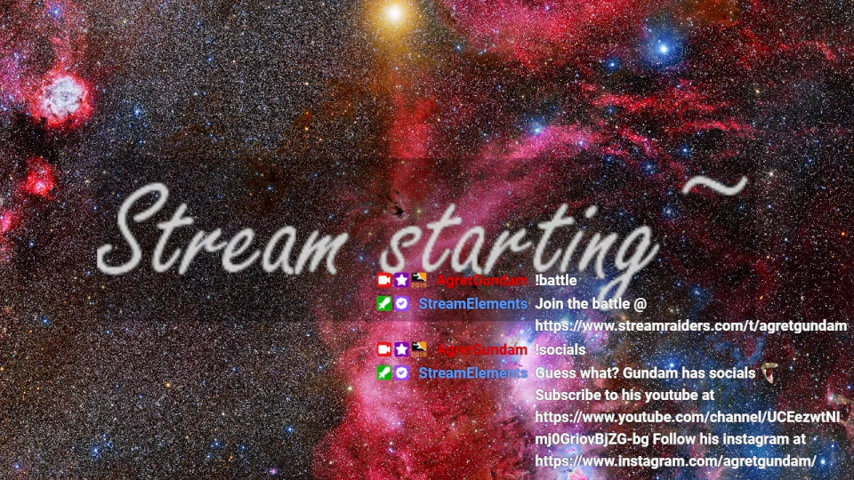 Stream starting ~
AgretGundam !battle
StreamElements Join the battle @
https://www.streamraiders.com/t/agretgundam
AgretGundam !socials
StreamElements Guess what? Gundam has socials
Subscribe to his youtube at
https://www.youtube.com/channel/UCEezwtNI
mj0GriovBjZG-bg Follow his instagram at
https://www.instagram.com/agretgundam/